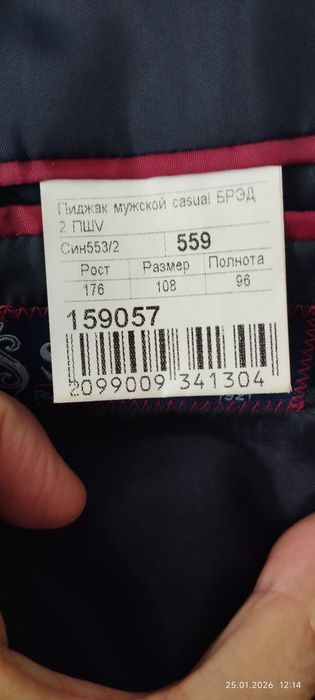 Пиджак мужской casual БРЭД
2 ПШV
Син553/2 559
Рост Размер Полнота
176 108 96
159057
2099009 341304
25.01.2026 12:14